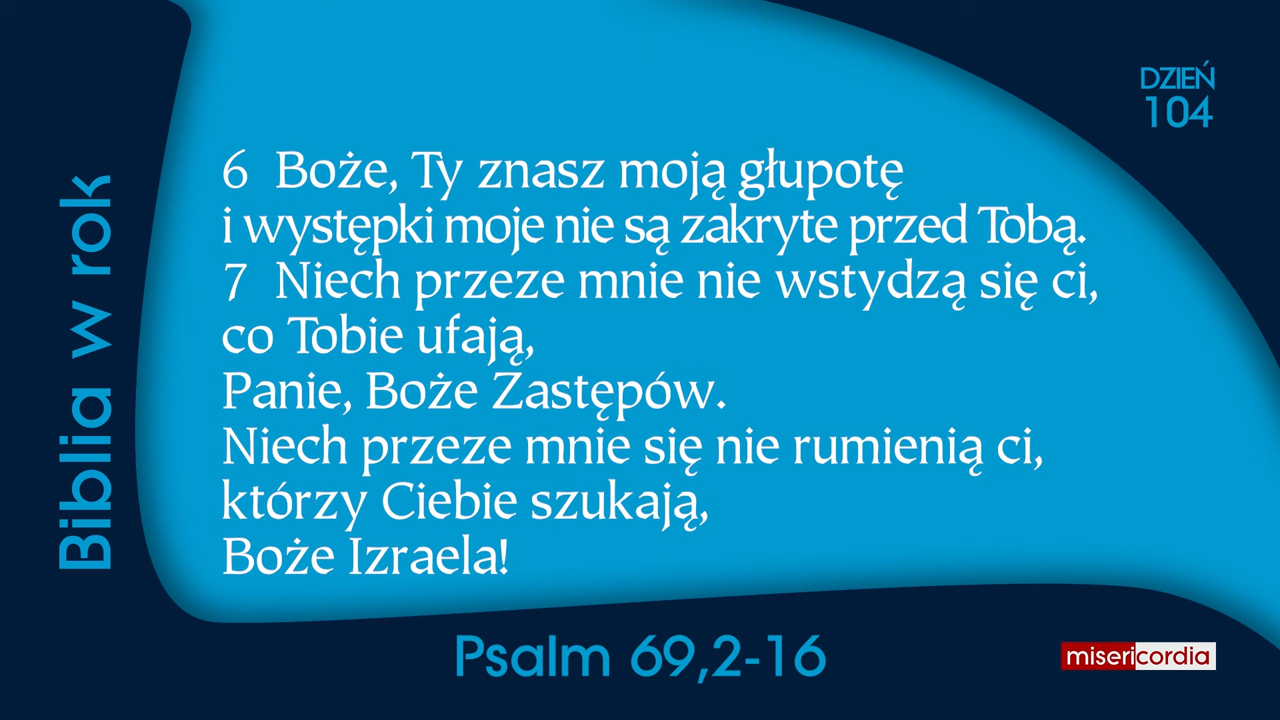 DZIEŃ
104
6 Boże, Ty znasz moją głupotę
i występki moje nie są zakryte przed Tobą.
7 Niech przeze mnie nie wstydzą się ci,
co Tobie ufają,
Panie, Boże Zastępów.
Niech przeze mnie się nie rumienią ci,
którzy Ciebie szukają,
Boże Izraela!
Biblia w rok
Psalm 69,2-16
misericordia